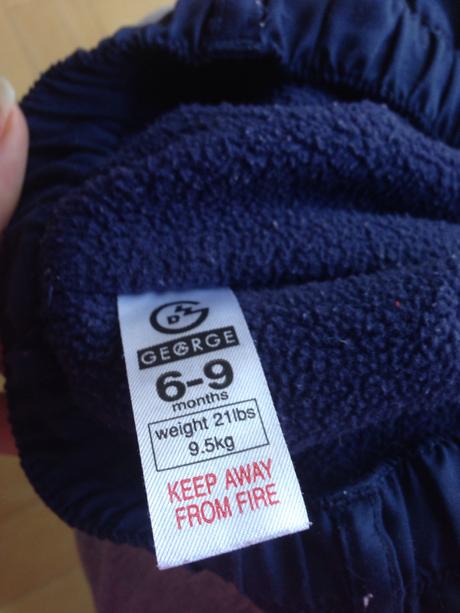 GEORGE
6-9
months
weight 21lbs
9.5kg
KEEP AWAY
FROM FIRE